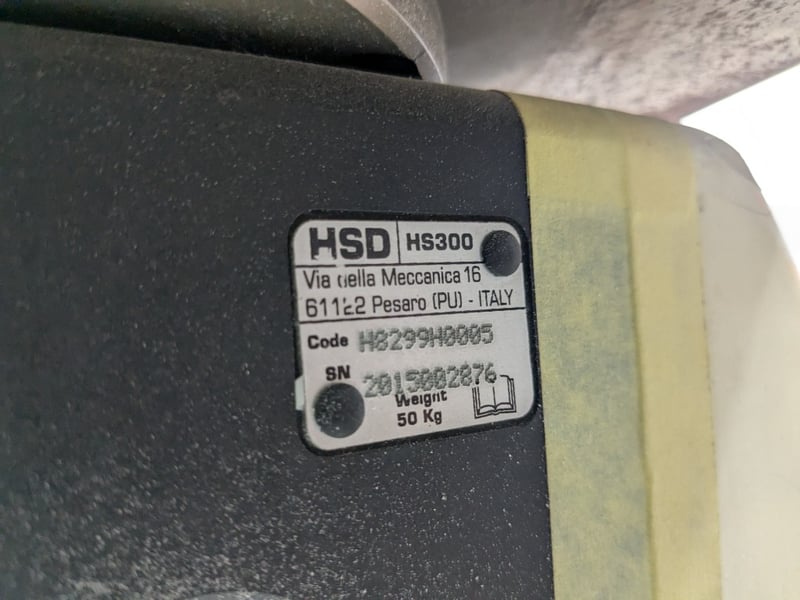 HSD HS300
Via della Meccanica 16
61122 Pesaro (PU) - ITALY
Code H8299H0005
SN 2015002876
Weight
50 Kg